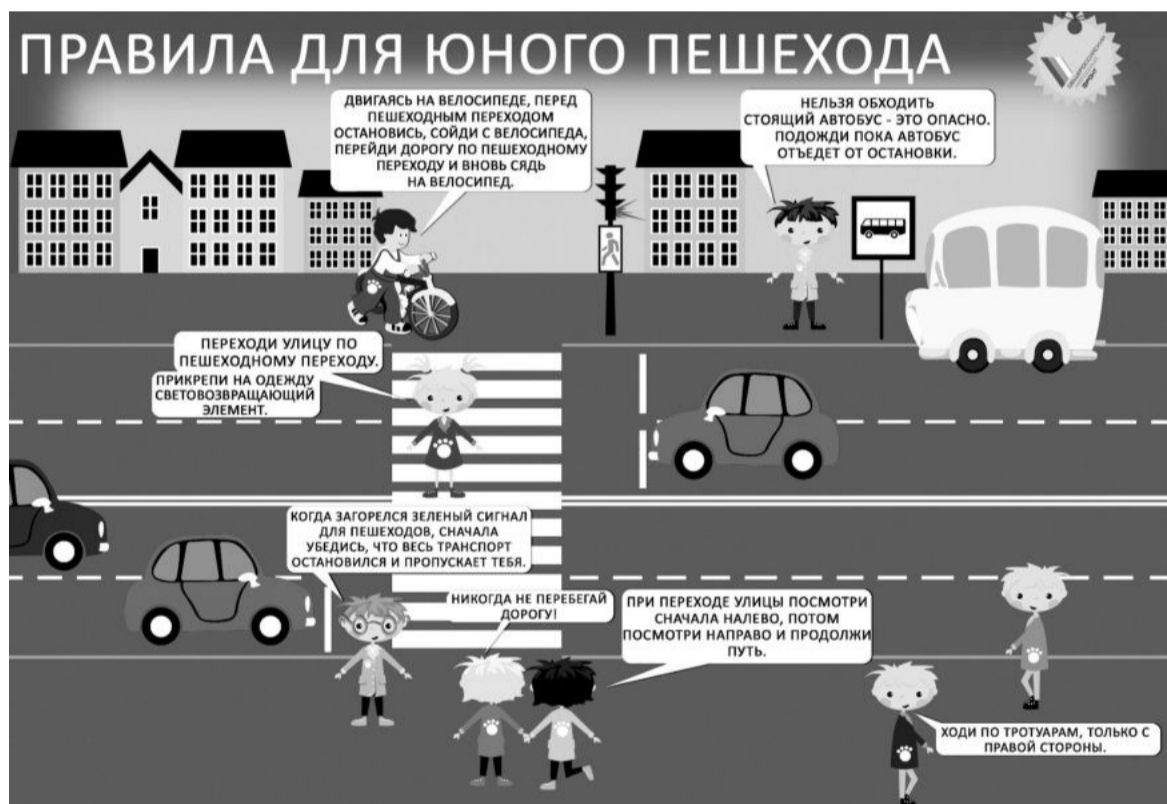 ПРАВИЛА ДЛЯ ЮНОГО ПЕШЕХОДА
ДВИГАЯСЬ НА ВЕЛОСИПЕДЕ, ПЕРЕД
ПЕШЕХОДНЫМ ПЕРЕХОДОМ
ОСТАНОВИСЬ, СОЙДИ С ВЕЛОСИПЕДА,
ПЕРЕЙДИ ДОРОГУ ПО ПЕШЕХОДНОМУ
ПЕРЕХОДУ И ВНОВЬ СЯДЬ
НА ВЕЛОСИПЕД.
НЕЛЬЗЯ ОБХОДИТЬ
СТОЯЩИЙ АВТОБУС - ЭТО ОПАСНО.
ПОДОЖДИ ПОКА АВТОБУС
ОТЪЕДЕТ ОТ ОСТАНОВКИ.
ПЕРЕХОДИ УЛИЦУ ПО
ПЕШЕХОДНОМУ ПЕРЕХОДУ.
ПРИКРЕПИ НА ОДЕЖДУ
СВЕТОВОЗВРАЩАЮЩИЙ
ЭЛЕМЕНТ.
КОГДА ЗАГОРЕЛСЯ ЗЕЛЕНЫЙ СИГНАЛ
ДЛЯ ПЕШЕХОДОВ, СНАЧАЛА
УБЕДИСЬ, ЧТО ВЕСЬ ТРАНСПОРТ
ОСТАНОВИЛСЯ И ПРОПУСКАЕТ ТЕБЯ.
НИКОГДА НЕ ПЕРЕБЕГАЙ
ДОРОГУ!
ПРИ ПЕРЕХОДЕ УЛИЦЫ ПОСМОТРИ
СНАЧАЛА НАЛЕВО, ПОТОМ
ПОСМОТРИ НАПРАВО И ПРОДОЛЖИ
ПУТЬ.
ХОДИ ПО ТРОТУАРАМ, ТОЛЬКО С
ПРАВОЙ СТОРОНЫ.